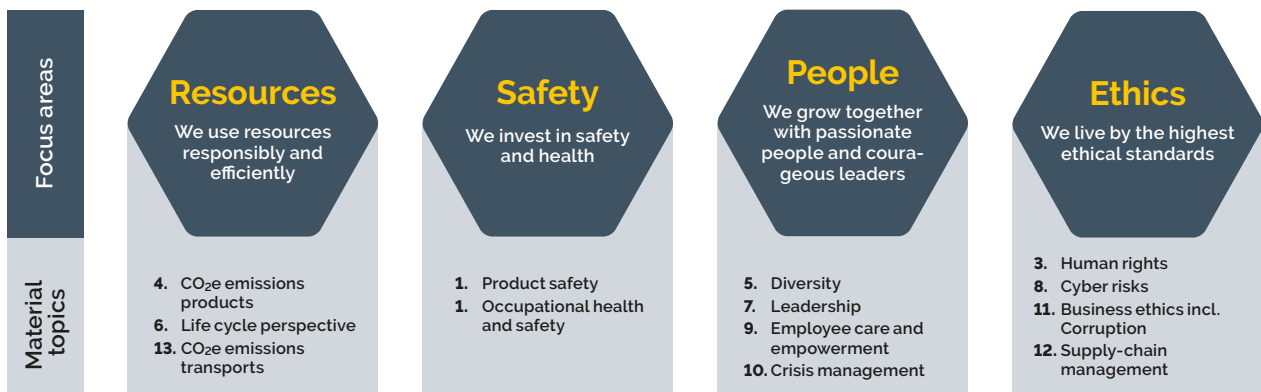 Focus areas
Resources
We use resources
responsibly and
efficiently
Safety
We invest in safety
and health
People
We grow together
with passionate
people and coura-
geous leaders
Ethics
We live by the highest
ethical standards
Material
topics
4. CO₂e emissions
products
6. Life cycle perspective
13. CO₂e emissions
transports
1. Product safety
1. Occupational health
and safety
5. Diversity
7. Leadership
9. Employee care and
empowerment
10. Crisis management
3. Human rights
8. Cyber risks
11. Business ethics incl.
Corruption
12. Supply-chain
management